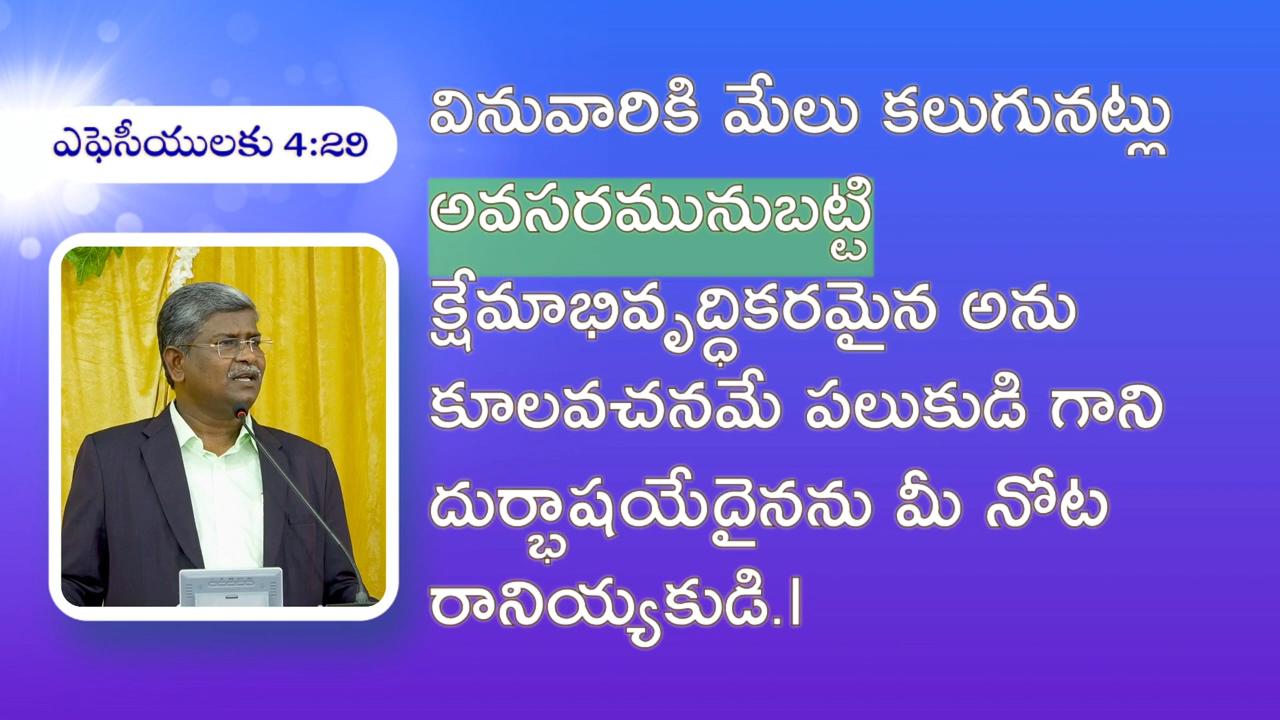 ఎఫెసీయులకు 4:29
వినువారికి మేలు కలుగునట్లు
అవసరమునుబట్టి
క్షేమాభివృద్ధికరమైన అను
కూలవచనమే పలుకుడి గాని
దుర్భాషయేదైనను మీ నోట
రానియ్యకుడి.|